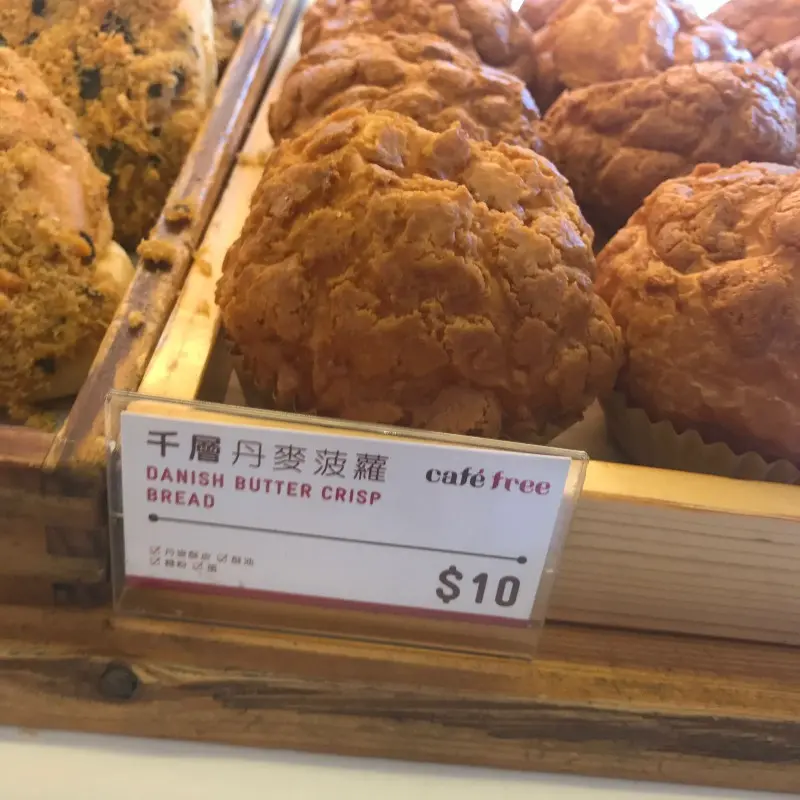 千層丹麥菠蘿
café free
DANISH BUTTER CRISP
BREAD
$10